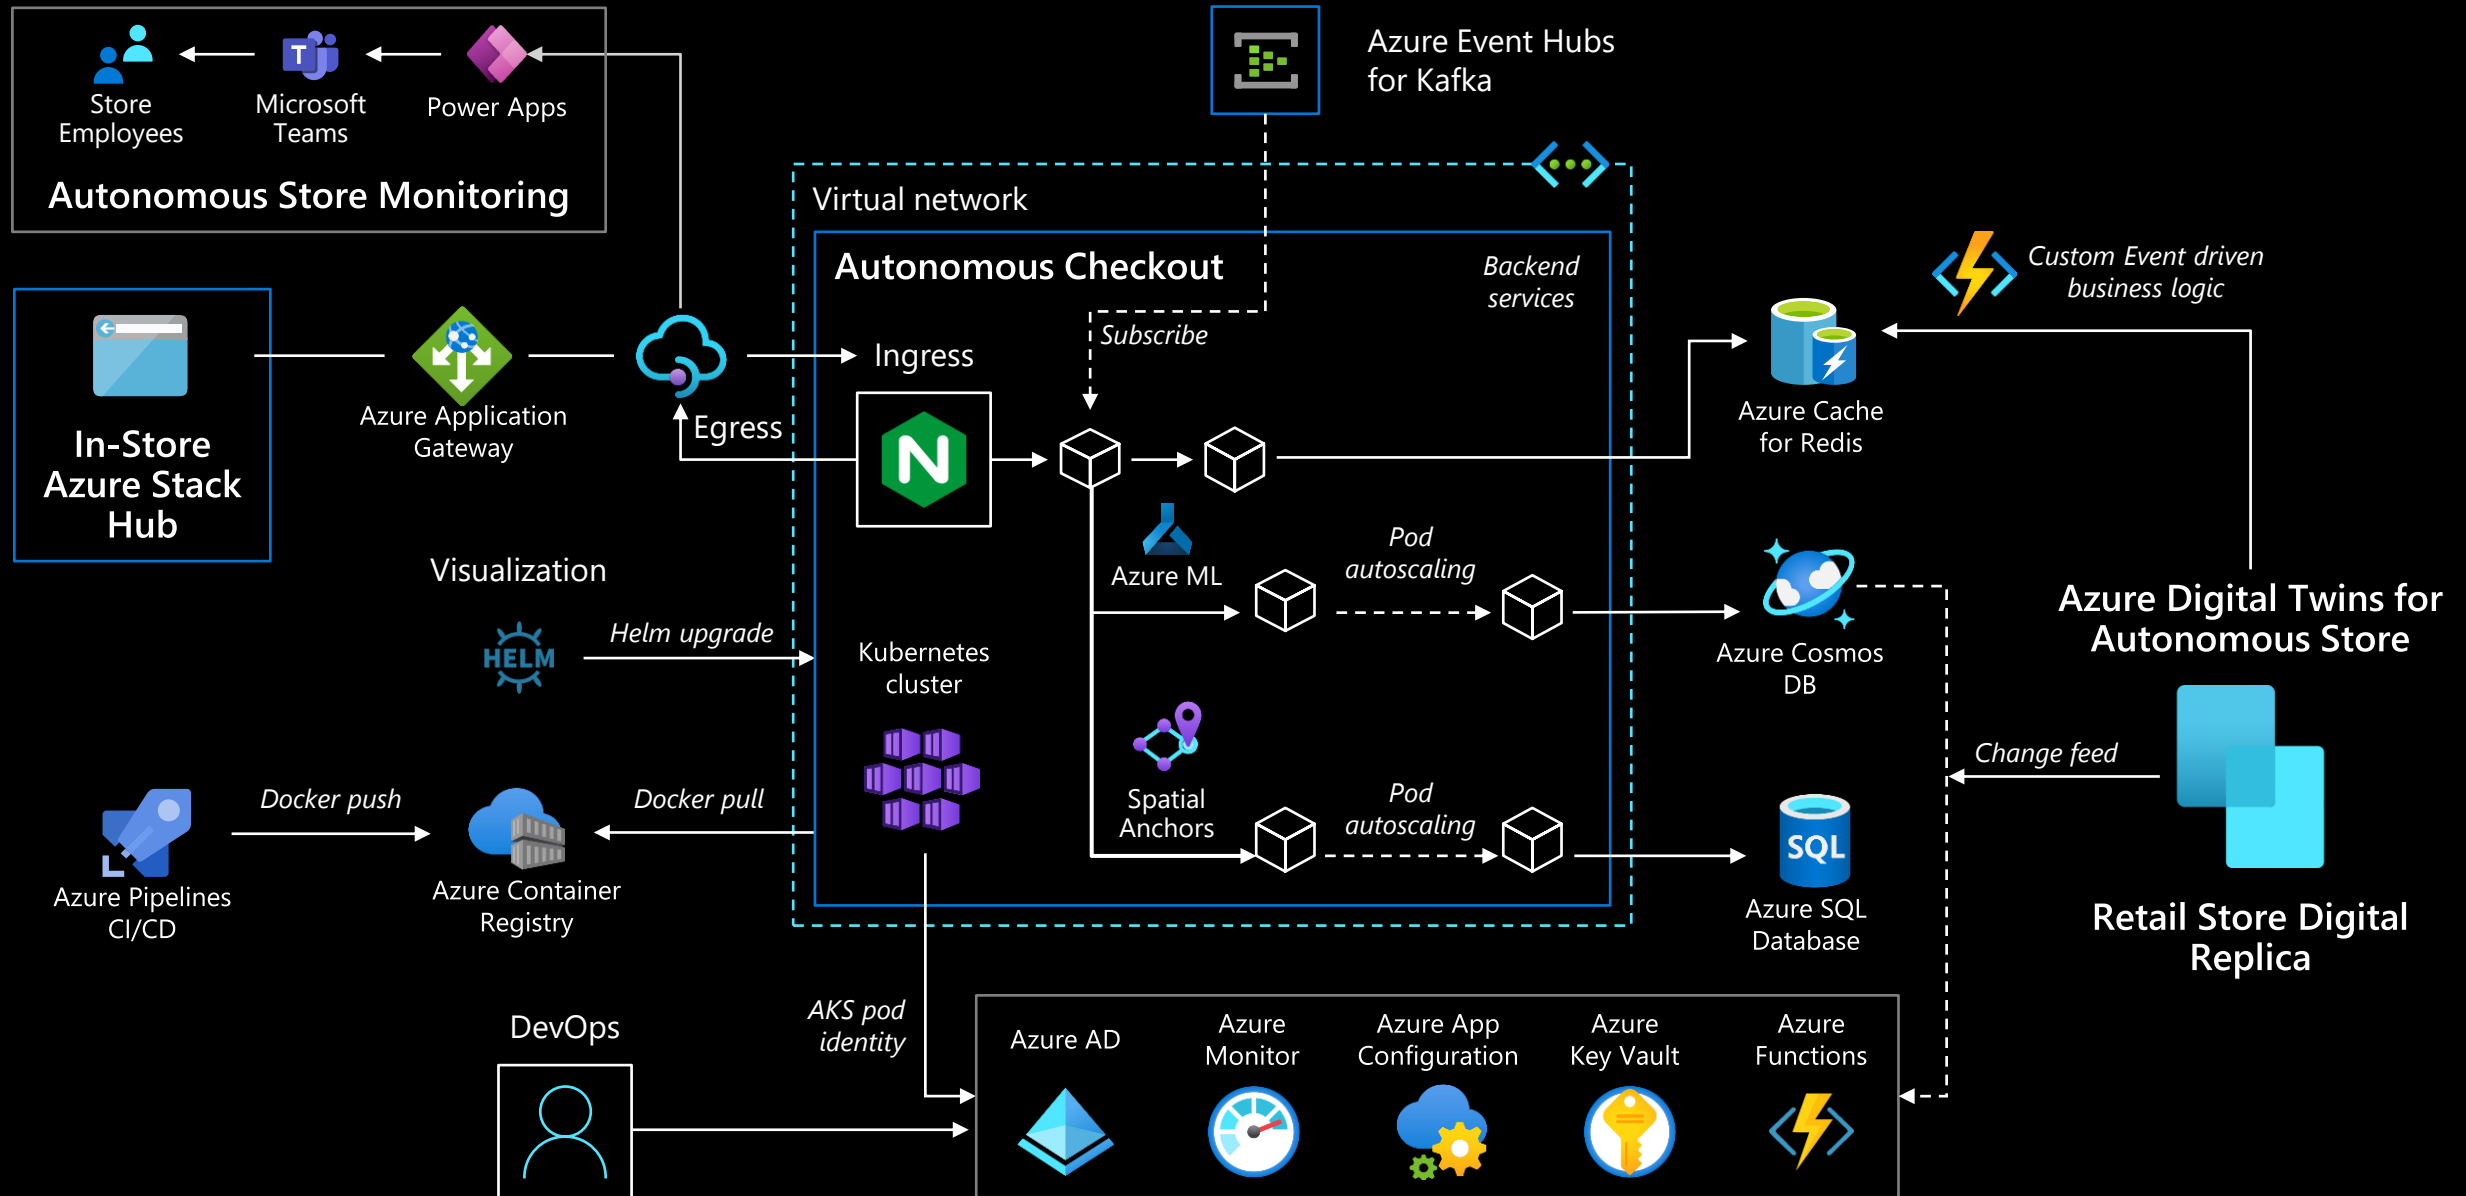 Store
Employees
Microsoft
Teams
Power Apps
Autonomous Store Monitoring
Azure Event Hubs
for Kafka
Virtual network
Autonomous Checkout
Backend
services
Subscribe
Custom Event driven
business logic
In-Store
Azure Stack
Hub
Azure Application
Gateway
Ingress
Egress
N
Azure Cache
for Redis
Visualization
HELM
Helm upgrade
Azure ML
Pod
autoscaling
Kubernetes
cluster
Azure Cosmos
DB
Azure Digital Twins for
Autonomous Store
Change feed
Retail Store Digital
Replica
Spatial
Anchors
Pod
autoscaling
SQL
Azure SQL
Database
Docker push
Docker pull
Azure Pipelines
CI/CD
Azure Container
Registry
AKS pod
identity
DevOps
Azure AD
Azure
Monitor
Azure App
Configuration
Azure
Key Vault
Azure
Functions
T